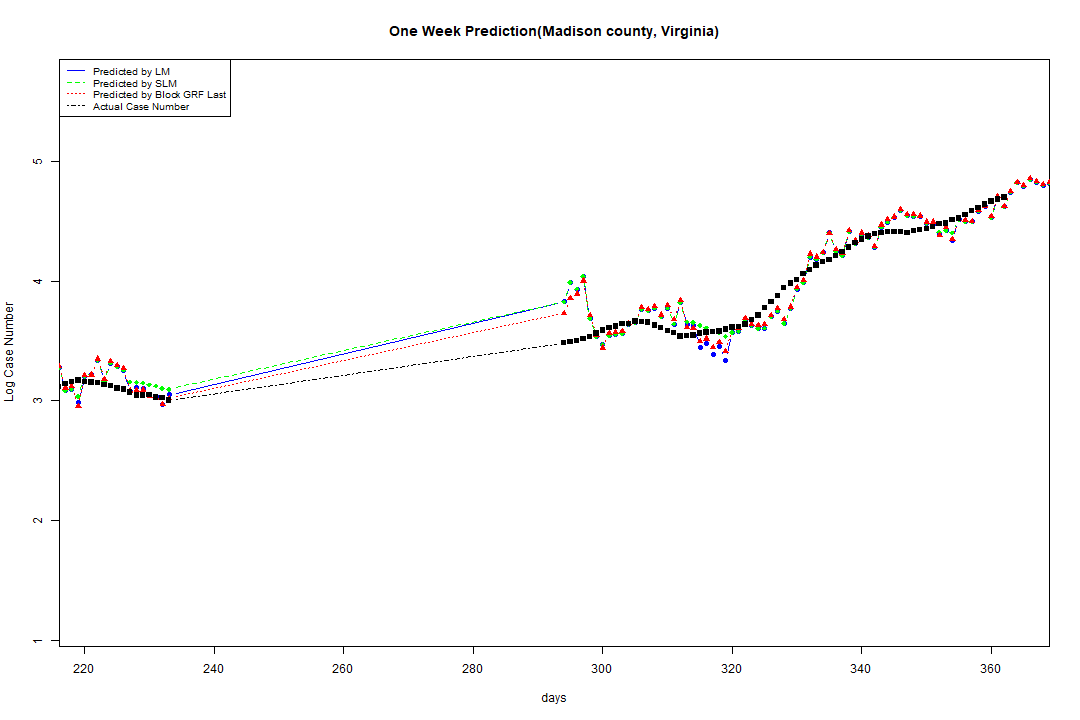 One Week Prediction(Madison county, Virginia)
Predicted by LM
Predicted by SLM
Predicted by Block GRF Last
Actual Case Number
Log Case Number
5
4
3
2
1
220 240 260 280 300 320 340 360
days